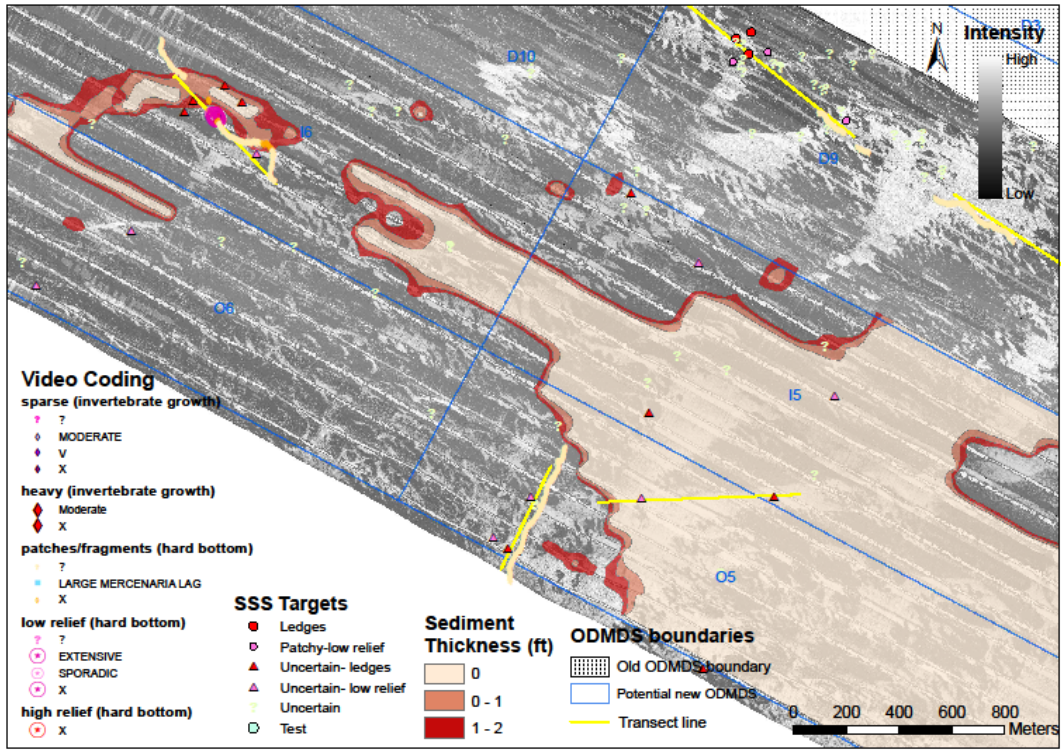 D3
N
Intensity
High
Low
D10
D9
I6
O6
I5
O5
Video Coding
sparse (invertebrate growth)
? ?
MODERATE
V
X
heavy (invertebrate growth)
Moderate
X
patches/fragments (hard bottom)
?
LARGE MERCENARIA LAG
X
low relief (hard bottom)
? ?
EXTENSIVE
SPORADIC
X
high relief (hard bottom)
X
SSS Targets
Ledges
Patchy-low relief
Uncertain- ledges
Uncertain- low relief
? Uncertain
Test
Sediment
Thickness (ft)
0
0 - 1
1 - 2
ODMDS boundaries
Old ODMDS boundary
Potential new ODMDS
Transect line
0 200 400 600 800
Meters